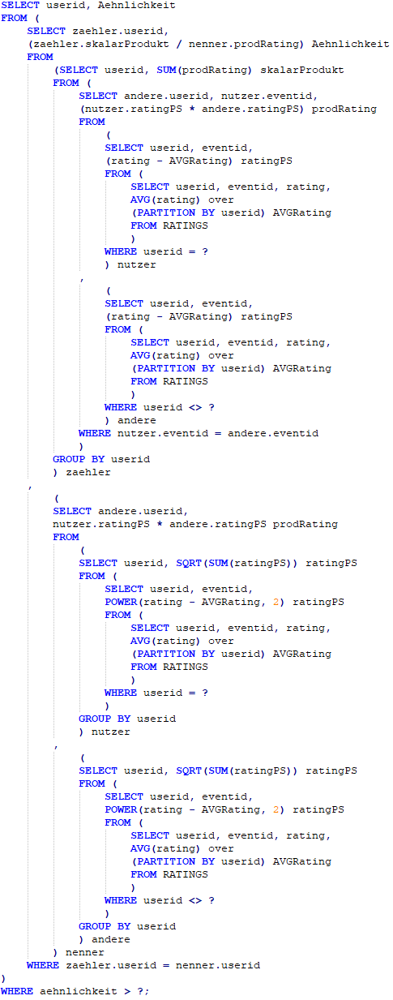 SELECT userid, Aehnlichkeit
FROM (
SELECT zaehler.userid,
(zaehler.skalarProdukt / nenner.prodRating) Aehnlichkeit
FROM
(SELECT userid, SUM(prodRating) skalarProdukt
FROM (
SELECT andere.userid, nutzer.eventid,
(nutzer.ratingPS * andere.ratingPS) prodRating
FROM
(
SELECT userid, eventid,
(rating - AVGRating) ratingPS
FROM (
SELECT userid, eventid, rating,
AVG(rating) over
(PARTITION BY userid) AVGRating
FROM RATINGS
)
WHERE userid = ?
) nutzer
,
(
SELECT userid, eventid,
(rating - AVGRating) ratingPS
FROM (
SELECT userid, eventid, rating,
AVG(rating) over
(PARTITION BY userid) AVGRating
FROM RATINGS
)
WHERE userid <> ?
) andere
WHERE nutzer.eventid = andere.eventid
)
GROUP BY userid
) zaehler
,
(
SELECT andere.userid,
nutzer.ratingPS * andere.ratingPS prodRating
FROM
(
SELECT userid, SQRT(SUM(ratingPS)) ratingPS
FROM (
SELECT userid, eventid,
POWER(rating - AVGRating, 2) ratingPS
FROM (
SELECT userid, eventid, rating,
AVG(rating) over
(PARTITION BY userid) AVGRating
FROM RATINGS
)
WHERE userid = ?
)
GROUP BY userid
) nutzer
,
(
SELECT userid, SQRT(SUM(ratingPS)) ratingPS
FROM (
SELECT userid, eventid,
POWER(rating - AVGRating, 2) ratingPS
FROM (
SELECT userid, eventid, rating,
AVG(rating) over
(PARTITION BY userid) AVGRating
FROM RATINGS
)
WHERE userid <> ?
)
GROUP BY userid
) andere
) nenner
WHERE zaehler.userid = nenner.userid
)
WHERE aehnlichkeit > ?;